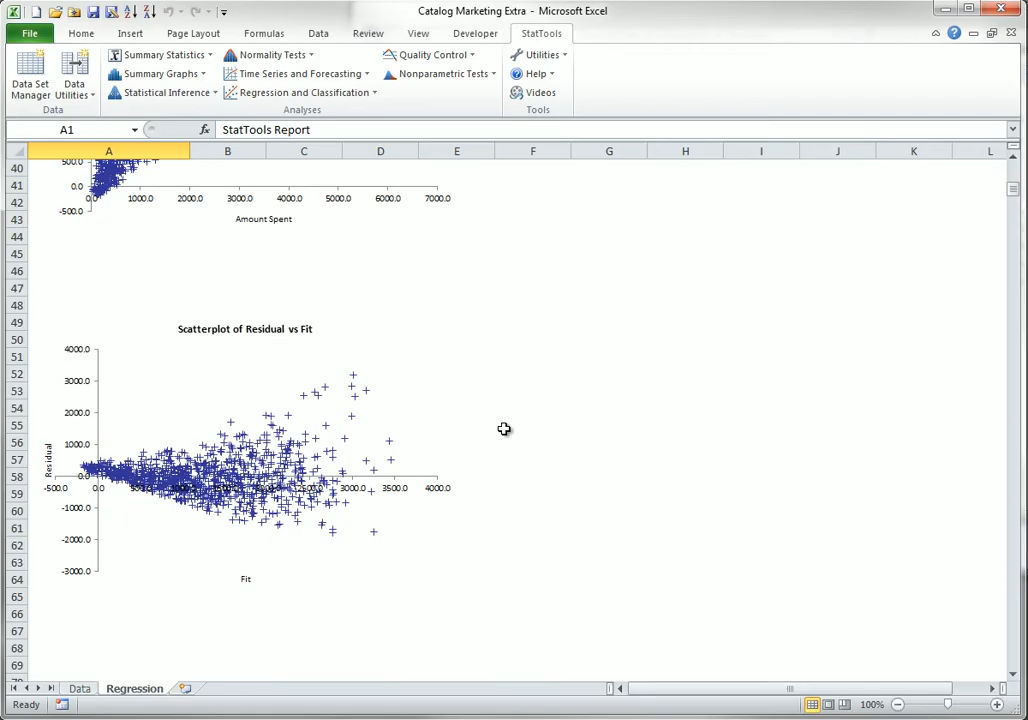 Catalog Marketing Extra - Microsoft Excel
File Home Insert Page Layout Formulas Data Review View Developer StatTools
Data Set Manager
Data Utilities
Summary Statistics
Summary Graphs
Statistical Inference
Normality Tests
Time Series and Forecasting
Regression and Classification
Quality Control
Nonparametric Tests
Utilities
Help
Videos
Data Analyses Tools
A1 fx StatTools Report
A B C D E F G H I J K L
40
41
42
43
44
45
46
47
48
49
50
51
52
53
54
55
56
57
58
59
60
61
62
63
64
65
66
67
68
69
500.0
0.0
-500.0
0.0 1000.0 2000.0 3000.0 4000.0 5000.0 6000.0 7000.0
Amount Spent
Scatterplot of Residual vs Fit
4000.0
3000.0
2000.0
1000.0
0.0
-1000.0
-2000.0
-3000.0
Residual
-500.0 0.0 2500.0 3000.0 3500.0 4000.0
Fit
Data Regression
Ready 100%